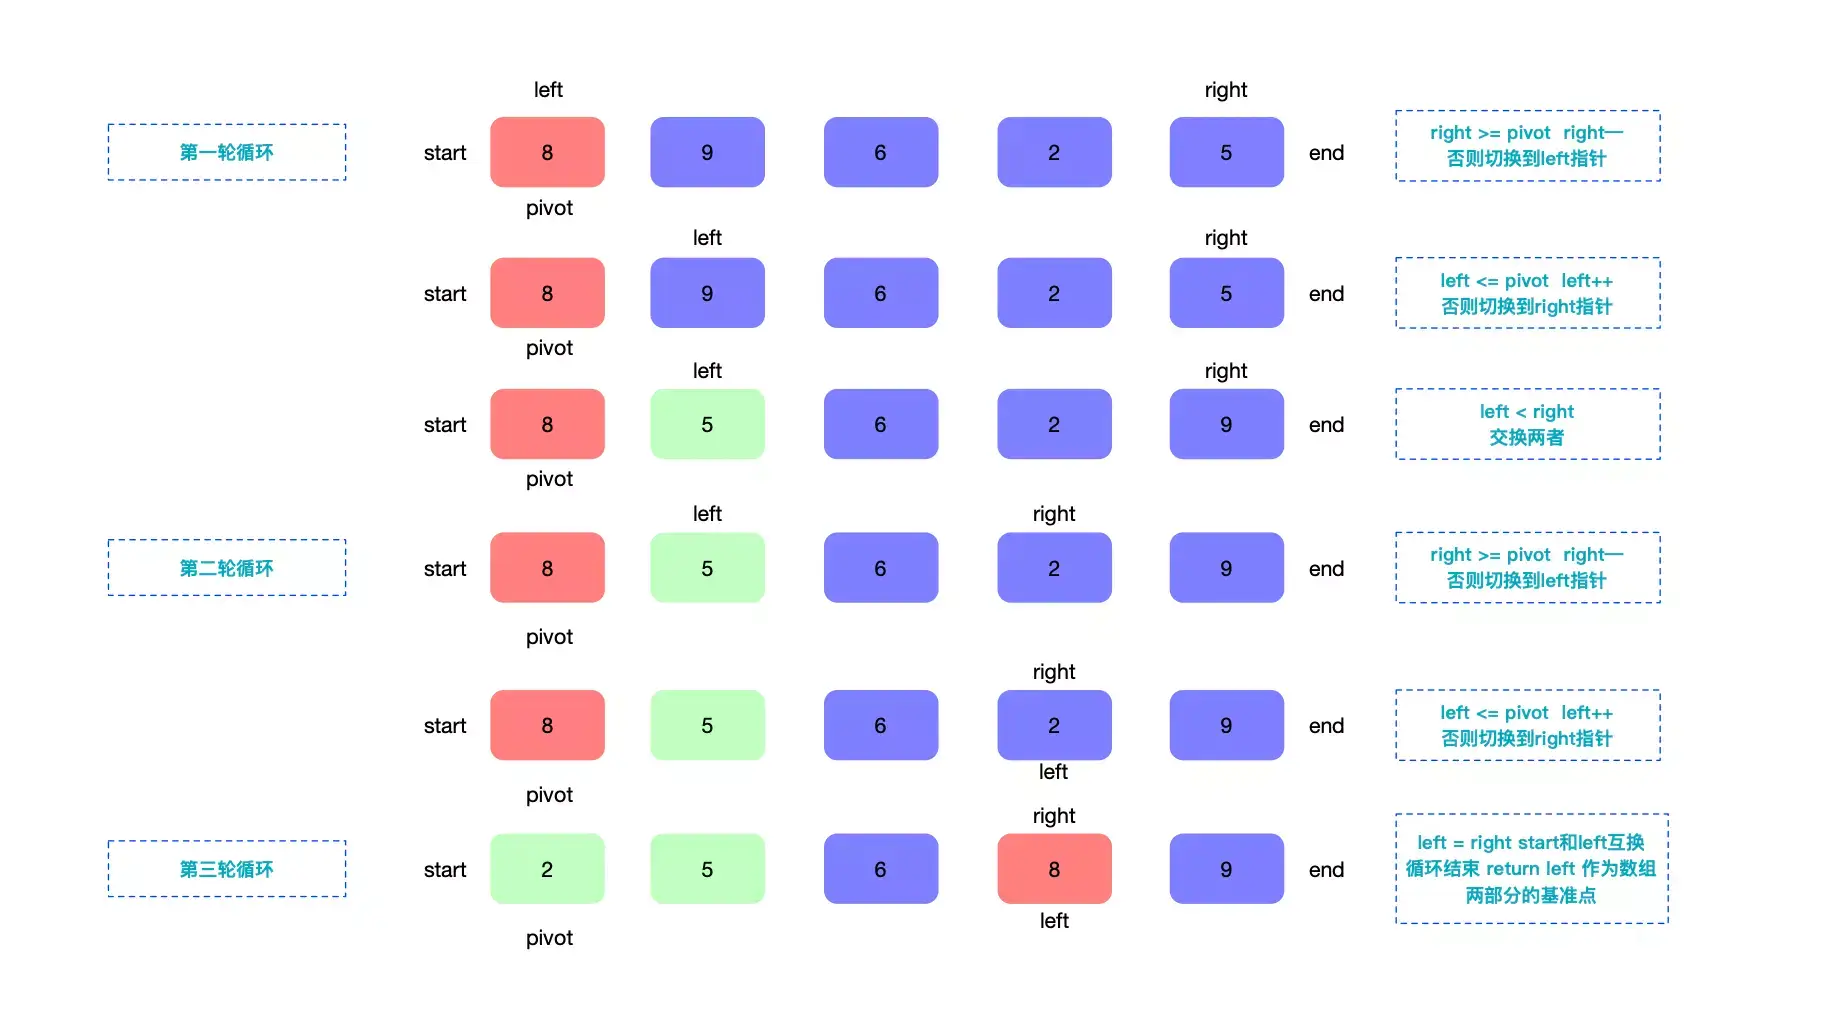 left right
第一轮循环 start 8 9 6 2 5 end right >= pivot right—
否则切换到left指针
pivot
left right
start 8 9 6 2 5 end left <= pivot left++
否则切换到right指针
pivot
left right
start 8 5 6 2 9 end left < right
交换两者
pivot
left right
第二轮循环 start 8 5 6 2 9 end right >= pivot right—
否则切换到left指针
pivot
right
start 8 5 6 2 9 end left <= pivot left++
否则切换到right指针
left
pivot
right
第三轮循环 start 2 5 6 8 9 end left = right start和left互换
循环结束 return left 作为数组
两部分的基准点
left
pivot